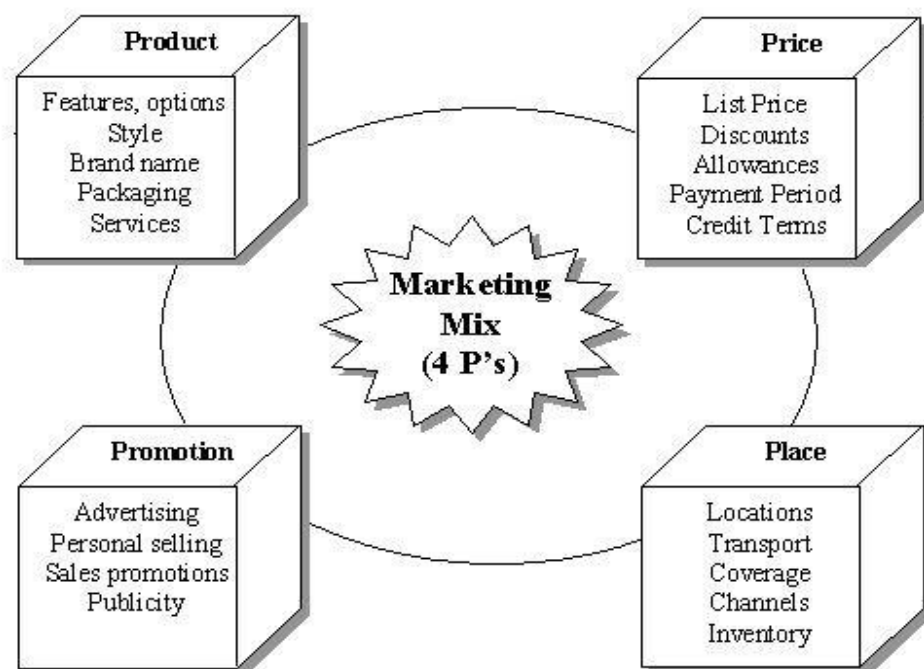 Product
Features, options
Style
Brand name
Packaging
Services
Price
List Price
Discounts
Allowances
Payment Period
Credit Terms
Marketing
Mix
(4 P's)
Promotion
Advertising
Personal selling
Sales promotions
Publicity
Place
Locations
Transport
Coverage
Channels
Inventory